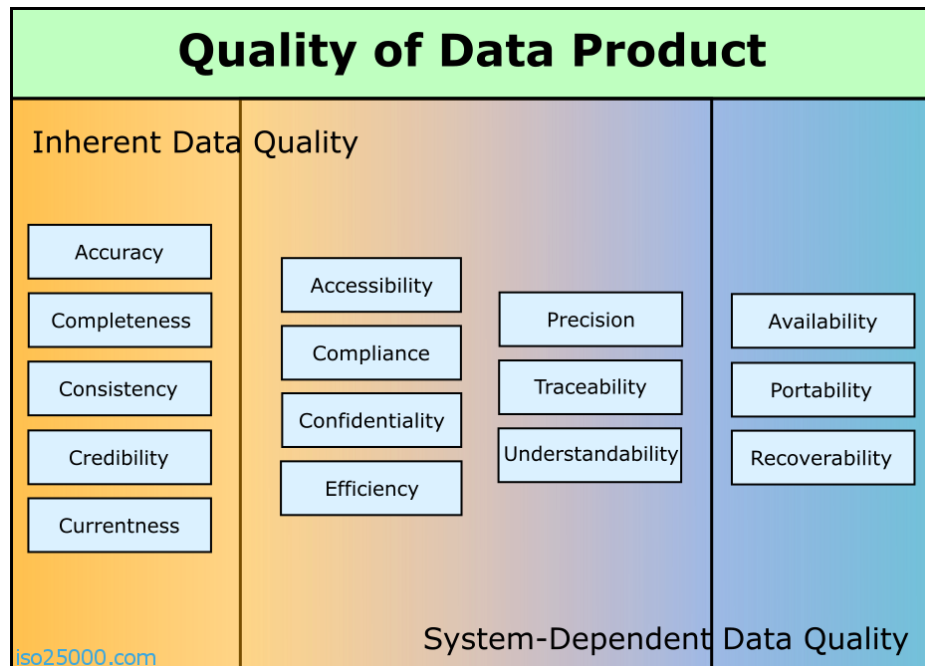 Quality of Data Product
Inherent Data Quality
Accuracy
Completeness
Consistency
Credibility
Currentness
Accessibility
Compliance
Confidentiality
Efficiency
Precision
Traceability
Understandability
Availability
Portability
Recoverability
System-Dependent Data Quality
iso25000.com